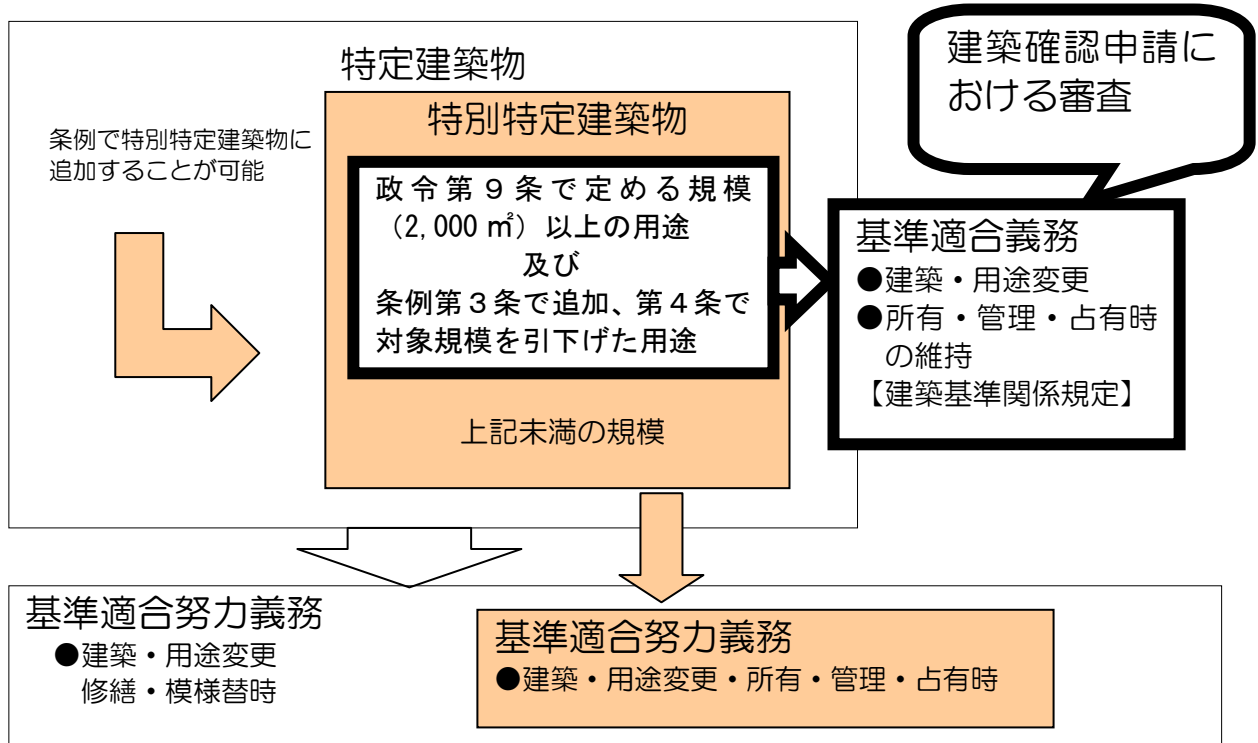 特定建築物
条例で特別特定建築物に
追加することが可能
特別特定建築物
政令第９条で定める規模
（2,000 ㎡）以上の用途
及び
条例第３条で追加、第４条で
対象規模を引下げた用途
上記未満の規模
建築確認申請に
おける審査
基準適合義務
●建築・用途変更
●所有・管理・占有時
の維持
【建築基準関係規定】
基準適合努力義務
●建築・用途変更
修繕・模様替時
基準適合努力義務
●建築・用途変更・所有・管理・占有時